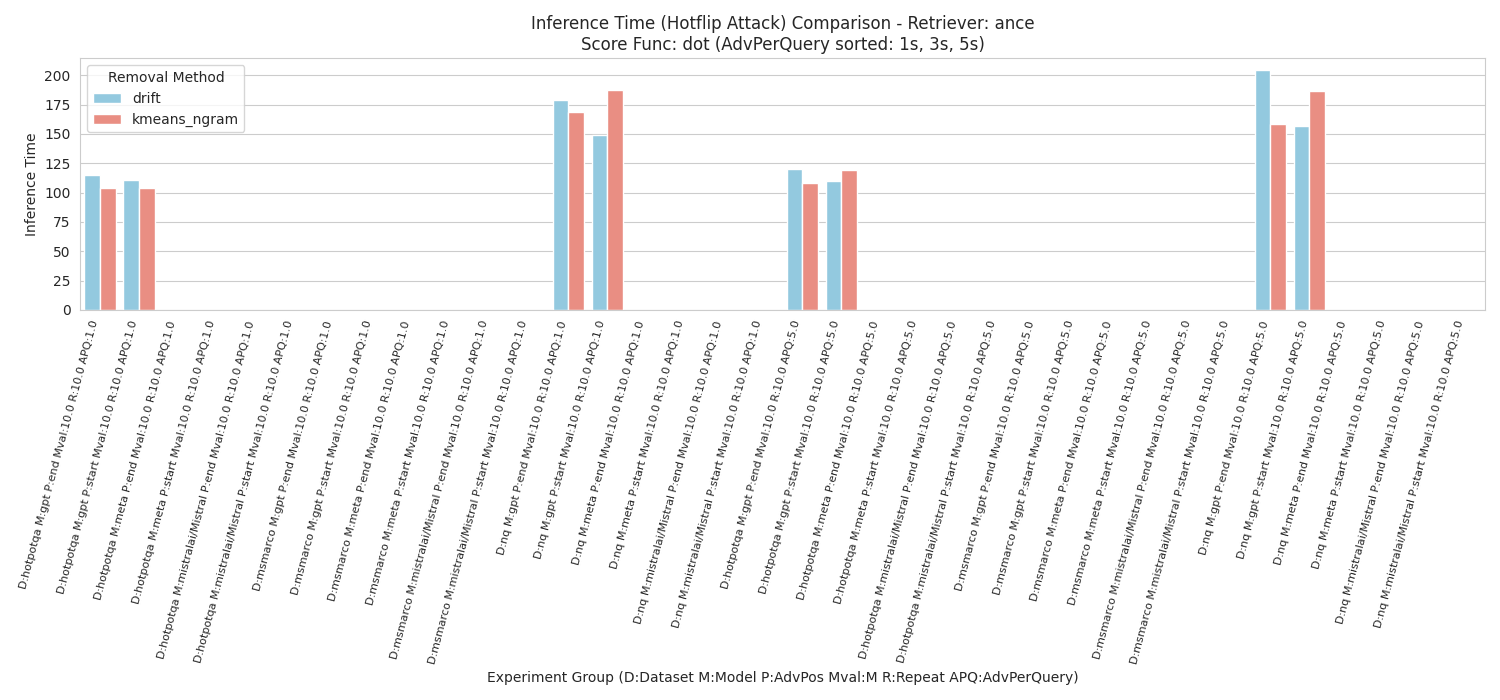 Inference Time (Hotflip Attack) Comparison - Retriever: ance
Score Func: dot (AdvPerQuery sorted: 1s, 3s, 5s)
Removal Method
drift
kmeans_ngram
Inference Time
200
175
150
125
100
75
50
25
0
D:hotpotqa M:gpt P:end Mval:10.0 R:10.0 APQ:1.0
D:hotpotqa M:gpt P:start Mval:10.0 R:10.0 APQ:1.0
D:hotpotqa M:meta P:end Mval:10.0 R:10.0 APQ:1.0
D:hotpotqa M:meta P:start Mval:10.0 R:10.0 APQ:1.0
D:hotpotqa M:mistralai/Mistral P:end Mval:10.0 R:10.0 APQ:1.0
D:hotpotqa M:mistralai/Mistral P:start Mval:10.0 R:10.0 APQ:1.0
D:msmarco M:gpt P:end Mval:10.0 R:10.0 APQ:1.0
D:msmarco M:gpt P:start Mval:10.0 R:10.0 APQ:1.0
D:msmarco M:meta P:end Mval:10.0 R:10.0 APQ:1.0
D:msmarco M:meta P:start Mval:10.0 R:10.0 APQ:1.0
D:msmarco M:mistralai/Mistral P:end Mval:10.0 R:10.0 APQ:1.0
D:msmarco M:mistralai/Mistral P:start Mval:10.0 R:10.0 APQ:1.0
D:nq M:gpt P:end Mval:10.0 R:10.0 APQ:1.0
D:nq M:gpt P:start Mval:10.0 R:10.0 APQ:1.0
D:nq M:meta P:end Mval:10.0 R:10.0 APQ:1.0
D:nq M:meta P:start Mval:10.0 R:10.0 APQ:1.0
D:nq M:mistralai/Mistral P:end Mval:10.0 R:10.0 APQ:1.0
D:nq M:mistralai/Mistral P:start Mval:10.0 R:10.0 APQ:1.0
D:hotpotqa M:gpt P:end Mval:10.0 R:10.0 APQ:5.0
D:hotpotqa M:gpt P:start Mval:10.0 R:10.0 APQ:5.0
D:hotpotqa M:meta P:end Mval:10.0 R:10.0 APQ:5.0
D:hotpotqa M:meta P:start Mval:10.0 R:10.0 APQ:5.0
D:hotpotqa M:mistralai/Mistral P:end Mval:10.0 R:10.0 APQ:5.0
D:hotpotqa M:mistralai/Mistral P:start Mval:10.0 R:10.0 APQ:5.0
D:msmarco M:gpt P:end Mval:10.0 R:10.0 APQ:5.0
D:msmarco M:gpt P:start Mval:10.0 R:10.0 APQ:5.0
D:msmarco M:meta P:end Mval:10.0 R:10.0 APQ:5.0
D:msmarco M:meta P:start Mval:10.0 R:10.0 APQ:5.0
D:msmarco M:mistralai/Mistral P:end Mval:10.0 R:10.0 APQ:5.0
D:msmarco M:mistralai/Mistral P:start Mval:10.0 R:10.0 APQ:5.0
D:nq M:gpt P:end Mval:10.0 R:10.0 APQ:5.0
D:nq M:gpt P:start Mval:10.0 R:10.0 APQ:5.0
D:nq M:meta P:end Mval:10.0 R:10.0 APQ:5.0
D:nq M:meta P:start Mval:10.0 R:10.0 APQ:5.0
D:nq M:mistralai/Mistral P:end Mval:10.0 R:10.0 APQ:5.0
D:nq M:mistralai/Mistral P:start Mval:10.0 R:10.0 APQ:5.0
Experiment Group (D:Dataset M:Model P:AdvPos Mval:M R:Repeat APQ:AdvPerQuery)